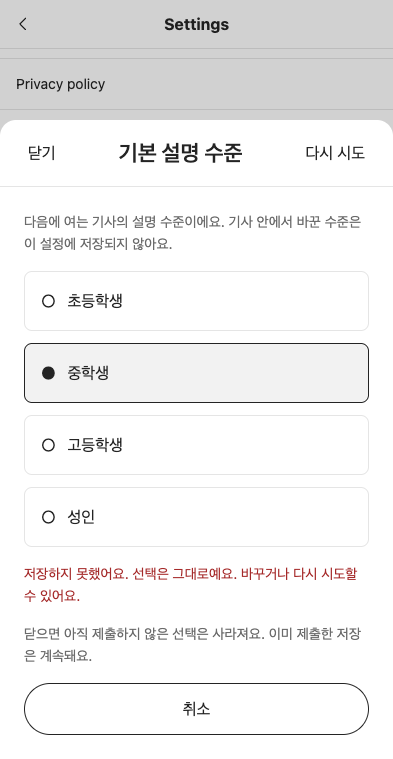 Settings
Privacy policy
닫기
기본 설명 수준
다시 시도
다음에 여는 기사의 설명 수준이에요. 기사 안에서 바꾼 수준은
이 설정에 저장되지 않아요.
초등학생
중학생
고등학생
성인
저장하지 못했어요. 선택은 그대로예요. 바꾸거나 다시 시도할
수 있어요.
닫으면 아직 제출하지 않은 선택은 사라져요. 이미 제출한 저장
은 계속돼요.
취소